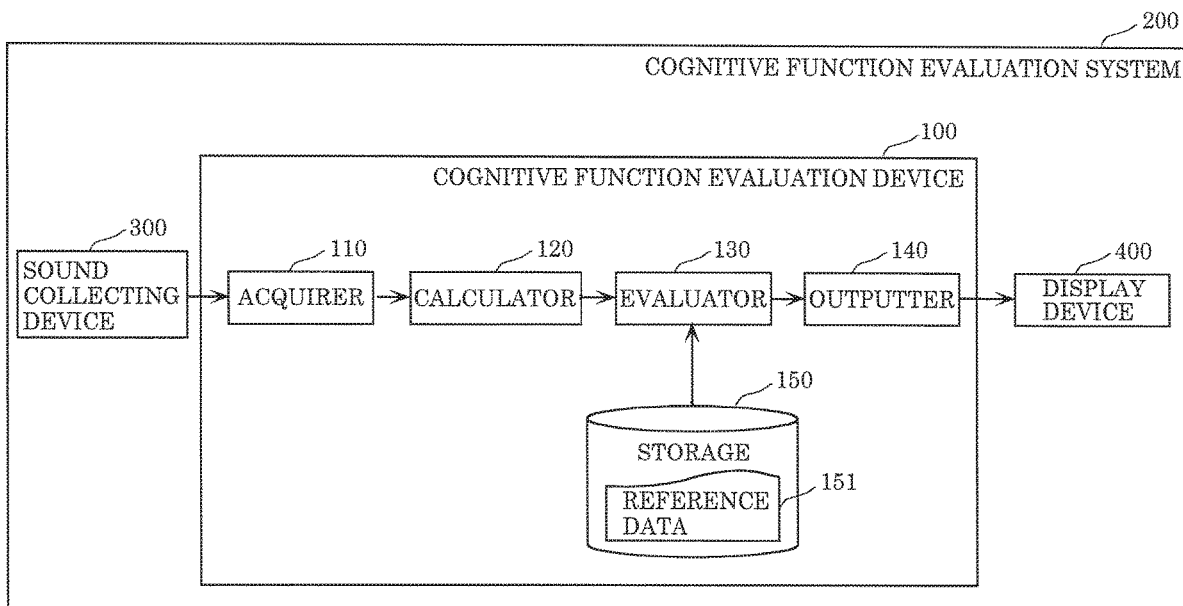 200
COGNITIVE FUNCTION EVALUATION SYSTEM
100
COGNITIVE FUNCTION EVALUATION DEVICE
300
110
120
130
140
400
SOUND
COLLECTING
DEVICE
ACQUIRER
CALCULATOR
EVALUATOR
OUTPUTTER
DISPLAY
DEVICE
150
STORAGE
151
REFERENCE
DATA